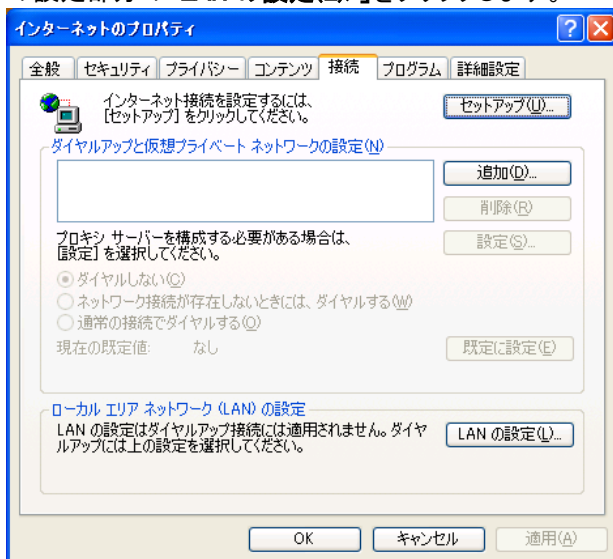 インターネットのプロパティ
全般 セキュリティ プライバシー コンテンツ 接続 プログラム 詳細設定
インターネット接続を設定するには、
[セットアップ] をクリックしてください。
セットアップ(U)...
ダイヤルアップと仮想プライベート ネットワークの設定(N)
追加(D)...
削除(R)
プロキシ サーバーを構成する必要がある場合は、
[設定] を選択してください。
設定(S)...
ダイヤルしない(C)
ネットワーク接続が存在しないときには、ダイヤルする(W)
通常の接続でダイヤルする(O)
現在の既定値: なし
既定に設定(E)
ローカル エリア ネットワーク (LAN) の設定
LAN の設定はダイヤルアップ接続には適用されません。ダイヤ
ルアップには上の設定を選択してください。
LAN の設定(L)...
OK キャンセル 適用(A)